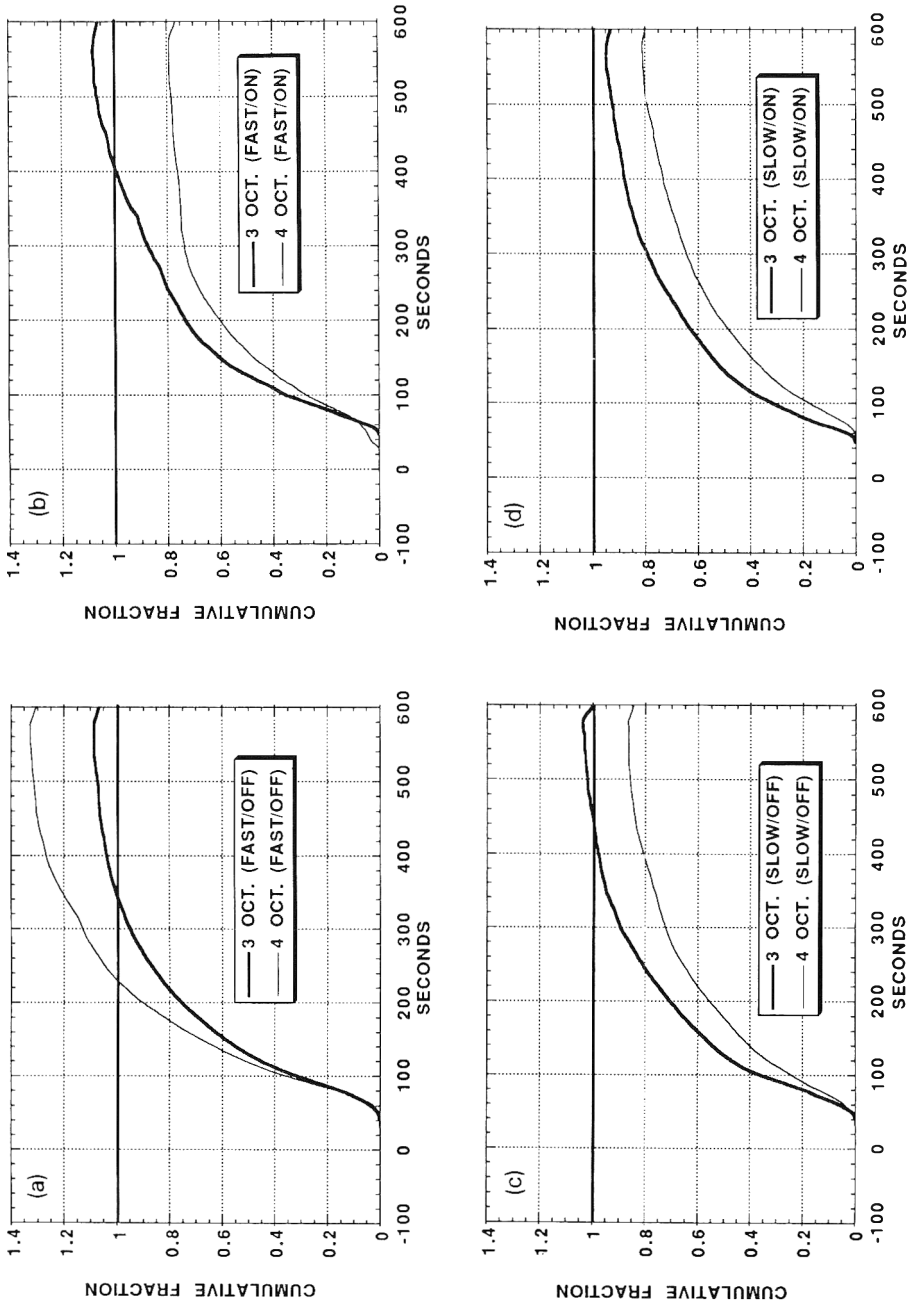 (a)
CUMULATIVE FRACTION
1.4
1.2
1
0.8
0.6
0.4
0.2
0
-100 0 100 200 300 400 500 600
SECONDS
3 OCT. (FAST/OFF)
4 OCT. (FAST/OFF)
(b)
CUMULATIVE FRACTION
1.4
1.2
1
0.8
0.6
0.4
0.2
0
-100 0 100 200 300 400 500 600
SECONDS
3 OCT. (FAST/ON)
4 OCT. (FAST/ON)
(c)
CUMULATIVE FRACTION
1.4
1.2
1
0.8
0.6
0.4
0.2
0
-100 0 100 200 300 400 500 600
SECONDS
3 OCT. (SLOW/OFF)
4 OCT. (SLOW/OFF)
(d)
CUMULATIVE FRACTION
1.4
1.2
1
0.8
0.6
0.4
0.2
0
-100 0 100 200 300 400 500 600
SECONDS
3 OCT. (SLOW/ON)
4 OCT. (SLOW/ON)